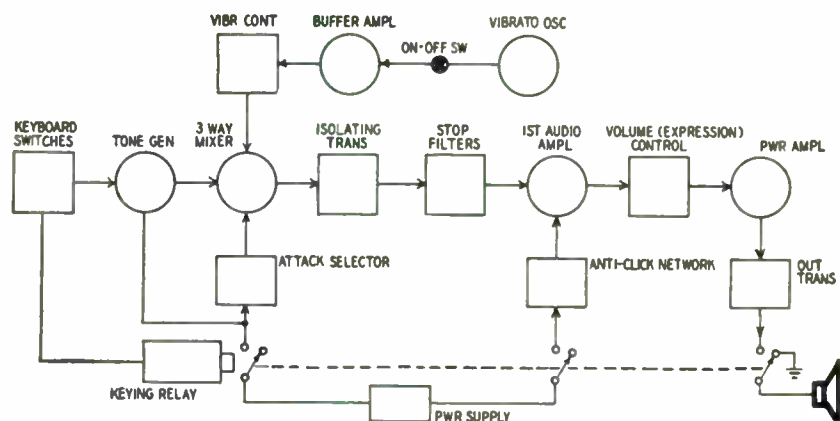 VIBR CONT
BUFFER AMPL
ON-OFF SW
VIBRATO OSC
KEYBOARD
SWITCHES
TONE GEN
3 WAY
MIXER
ISOLATING
TRANS
STOP
FILTERS
1ST AUDIO
AMPL
VOLUME (EXPRESSION)
CONTROL
PWR AMPL
ATTACK SELECTOR
ANTI-CLICK NETWORK
OUT
TRANS
KEYING RELAY
PWR SUPPLY